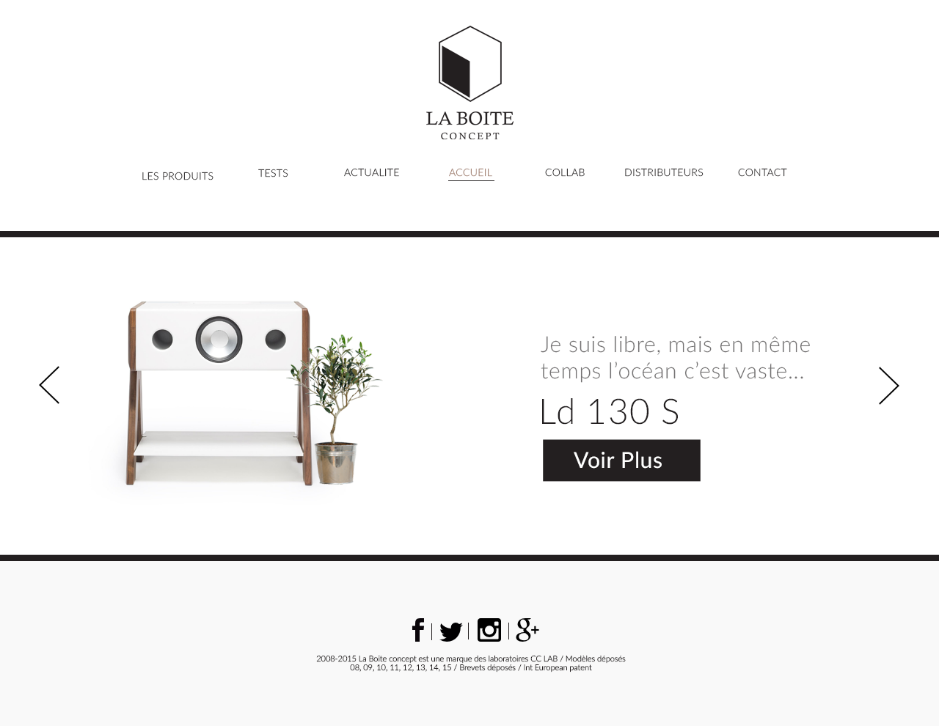 LA BOITE
CONCEPT
LES PRODUITS TESTS ACTUALITE ACCUEIL COLLAB DISTRIBUTEURS CONTACT
Je suis libre, mais en même
temps l’océan c’est vaste...
Ld 130 S
Voir Plus
2008-2015 La Boite concept est une marque des laboratoires CC LAB / Modèles déposés
08, 09, 10, 11, 12, 13, 14, 15 / Brevets déposés / Int European patent